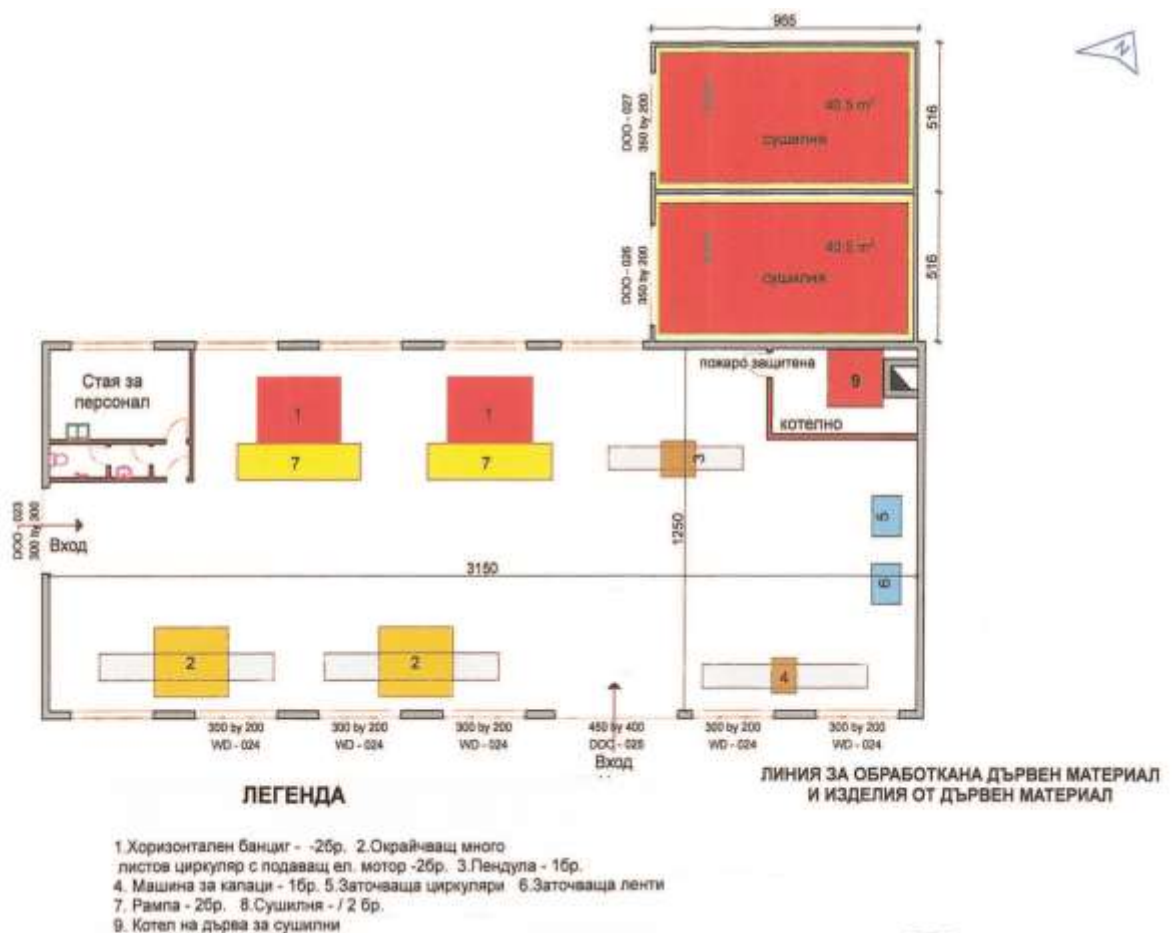 965
N
DOO - 027
350 by 200
40.5 m²
сушилня
516
DOO - 026
350 by 200
40.5 m²
сушилня
516
Стая за
персонал
пожаро защитена
9
котелно
1
1
7
7
3
5
6
1250
3150
DOO - 023
300 by 300
Вход
2
2
4
300 by 200
WD - 024
300 by 200
WD - 024
300 by 200
WD - 024
450 by 400
DOO - 025
Вход
300 by 200
WD - 024
300 by 200
WD - 024
ЛЕГЕНДА
ЛИНИЯ ЗА ОБРАБОТКАНА ДЪРВЕН МАТЕРИАЛ
И ИЗДЕЛИЯ ОТ ДЪРВЕН МАТЕРИАЛ
1.Хоризонтален банциг - -2бр. 2.Окрайчващ много
листов циркуляр с подаващ ел. мотор -2бр. 3.Пендула - 1бр.
4. Машина за капаци - 1бр. 5.Заточваща циркуляри 6.Заточваща ленти
7. Рампа - 2бр. 8.Сушилня - / 2 бр.
9. Котел на дърва за сушилни